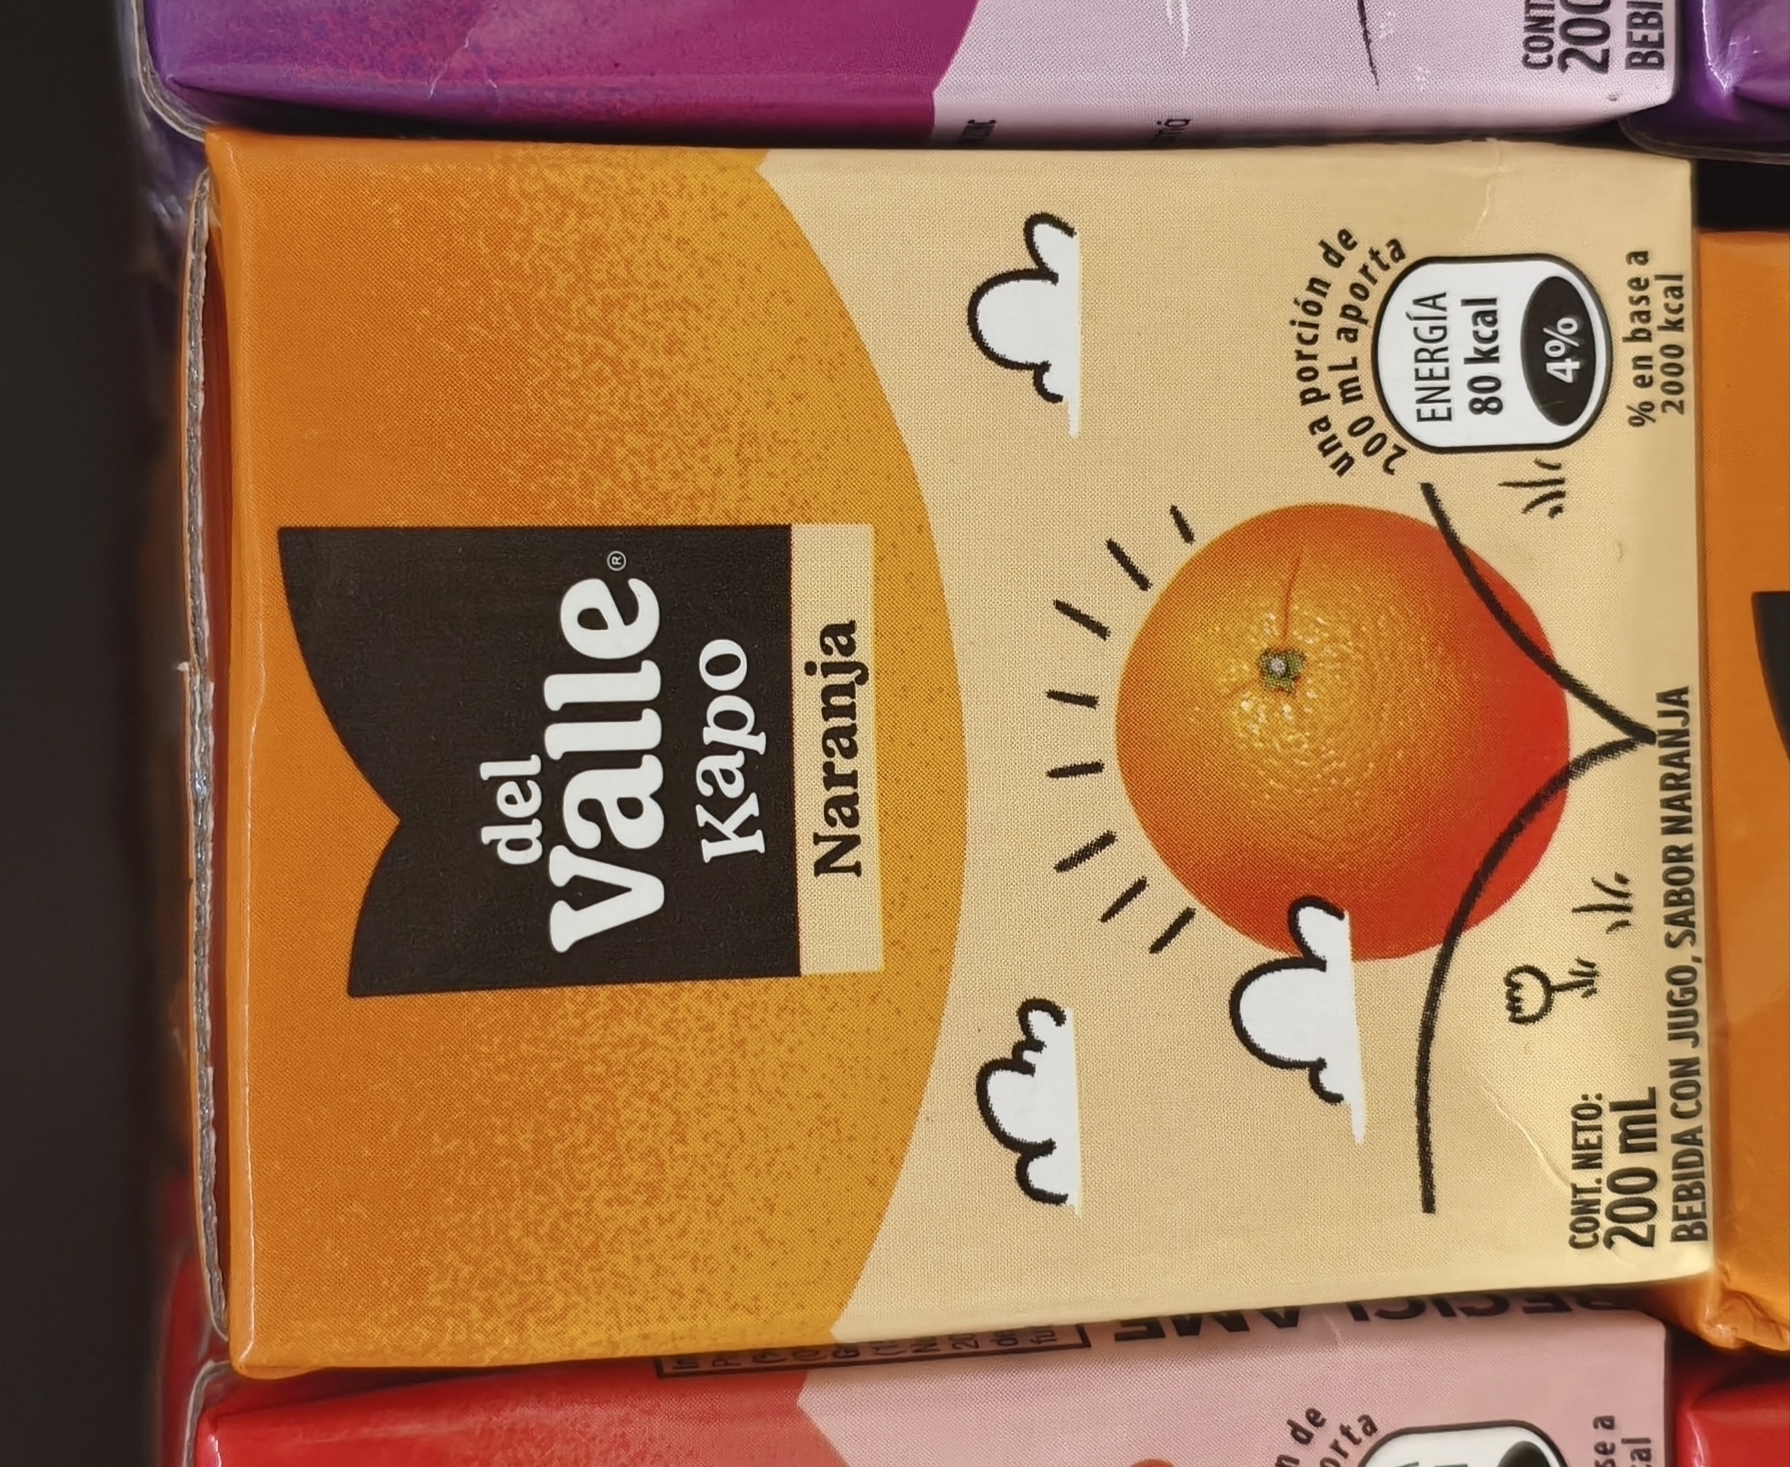 del
Valle®
Kapo
Naranja
una porción de
200 mL aporta
ENERGÍA
80 kcal
4%
% en base a
2000 kcal
CONT. NETO:
200 mL
BEBIDA CON JUGO, SABOR NARANJA
RECICLAME